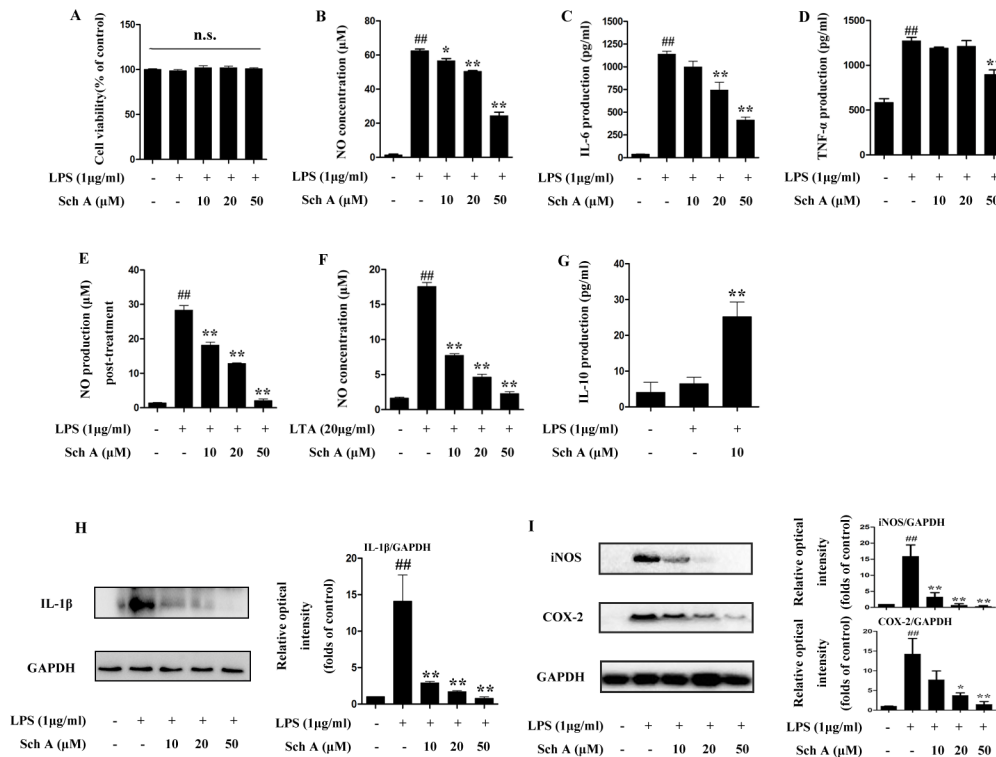 A
Cell viability(% of control)
150
100
50
0
n.s.
LPS (1μg/ml) - + + + +
Sch A (μM) - - 10 20 50
B
NO concentration (μM)
80
60
40
20
0
## * ** **
LPS (1μg/ml) - + + + +
Sch A (μM) - - 10 20 50
C
IL-6 production (pg/ml)
1500
1250
1000
750
500
250
0
## ** **
LPS (1μg/ml) - + + + +
Sch A (μM) - - 10 20 50
D
TNF-α production (pg/ml)
1500
1000
500
0
## **
LPS (1μg/ml) - + + + +
Sch A (μM) - - 10 20 50
E
NO production (μM)
post-treatment
40
30
20
10
0
## ** ** **
LPS (1μg/ml) - + + + +
Sch A (μM) - - 10 20 50
F
NO concentration (μM)
20
15
10
5
0
## ** ** **
LTA (20μg/ml) - + + + +
Sch A (μM) - - 10 20 50
G
IL-10 production (pg/ml)
40
30
20
10
0
**
LPS (1μg/ml) - + +
Sch A (μM) - - 10
H
IL-1β
GAPDH
LPS (1μg/ml) - + + + +
Sch A (μM) - - 10 20 50
IL-1β/GAPDH
Relative optical
intensity
(folds of control)
20
15
10
5
0
## ** ** **
LPS (1μg/ml) - + + + +
Sch A (μM) - - 10 20 50
I
iNOS
COX-2
GAPDH
LPS (1μg/ml) - + + + +
Sch A (μM) - - 10 20 50
iNOS/GAPDH
Relative optical
intensity
(folds of control)
20
15
10
5
0
## ** ** **
COX-2/GAPDH
Relative optical
intensity
(folds of control)
20
15
10
5
0
## * **
LPS (1μg/ml) - + + + +
Sch A (μM) - - 10 20 50